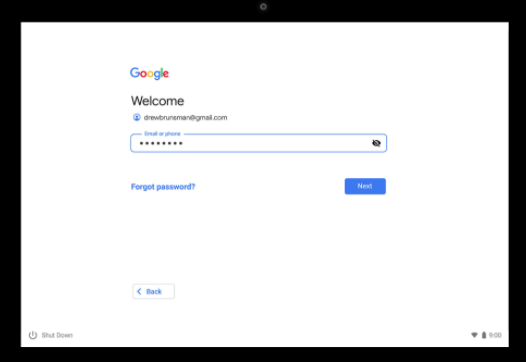 Google
Welcome
drewbrunsman@gmail.com
Email or phone
••••••••
Forgot password?
Next
Back
Shut Down
9:00